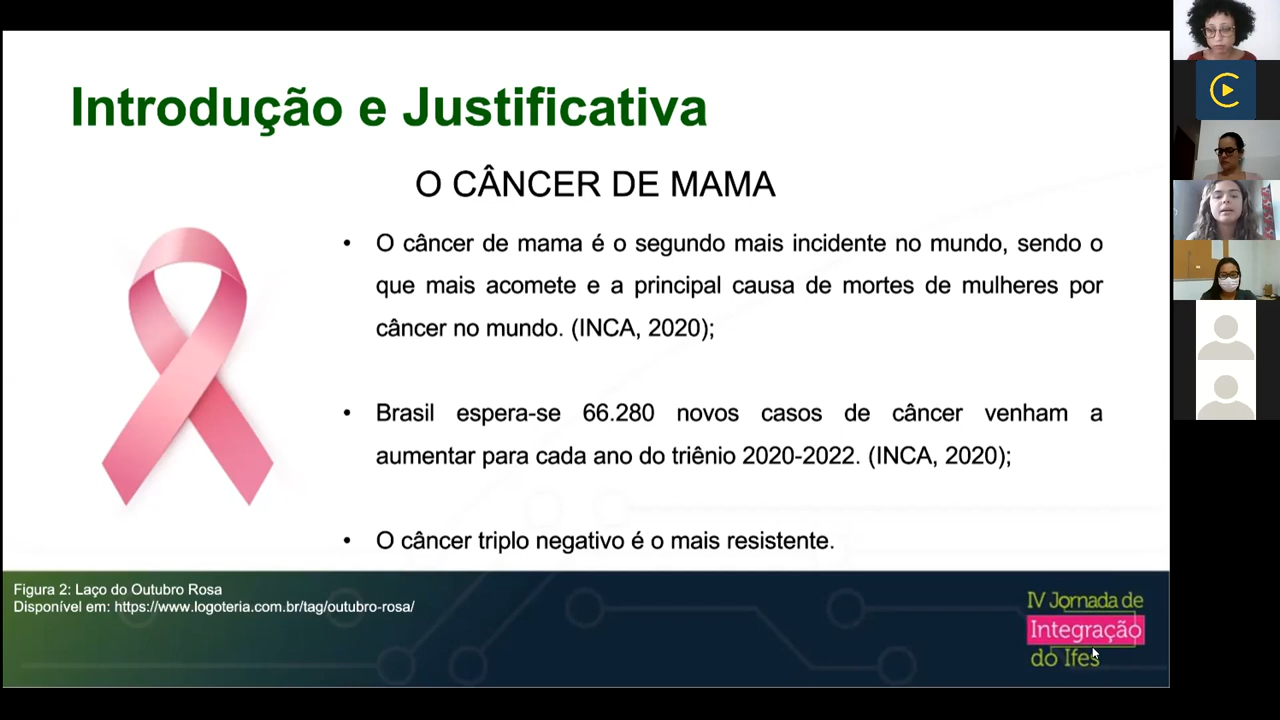 Introdução e Justificativa
O CÂNCER DE MAMA
• O câncer de mama é o segundo mais incidente no mundo, sendo o
que mais acomete e a principal causa de mortes de mulheres por
câncer no mundo. (INCA, 2020);
• Brasil espera-se 66.280 novos casos de câncer venham a
aumentar para cada ano do triênio 2020-2022. (INCA, 2020);
• O câncer triplo negativo é o mais resistente.
Figura 2: Laço do Outubro Rosa
Disponível em: https://www.logoteria.com.br/tag/outubro-rosa/
IV Jornada de
Integração
do Ifes